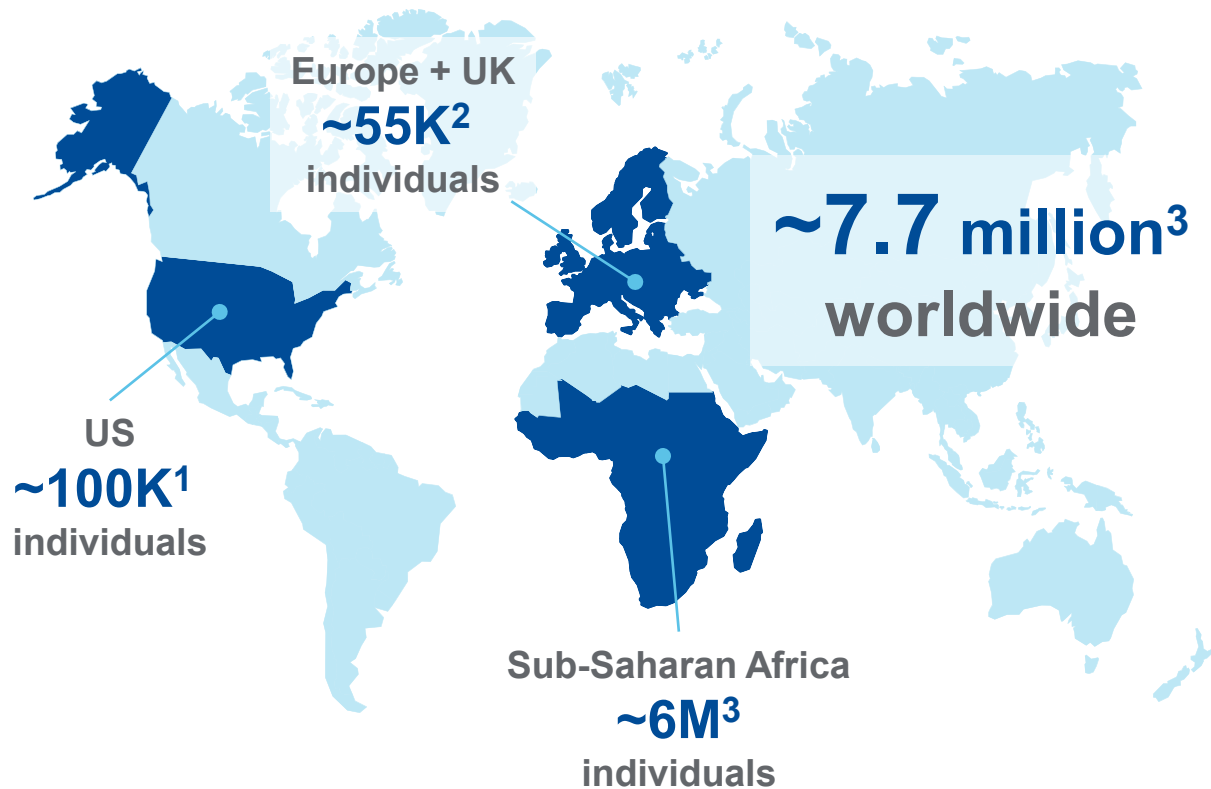 Europe + UK
~55K²
individuals
~7.7 million³
worldwide
US
~100K¹
individuals
Sub-Saharan Africa
~6M³
individuals